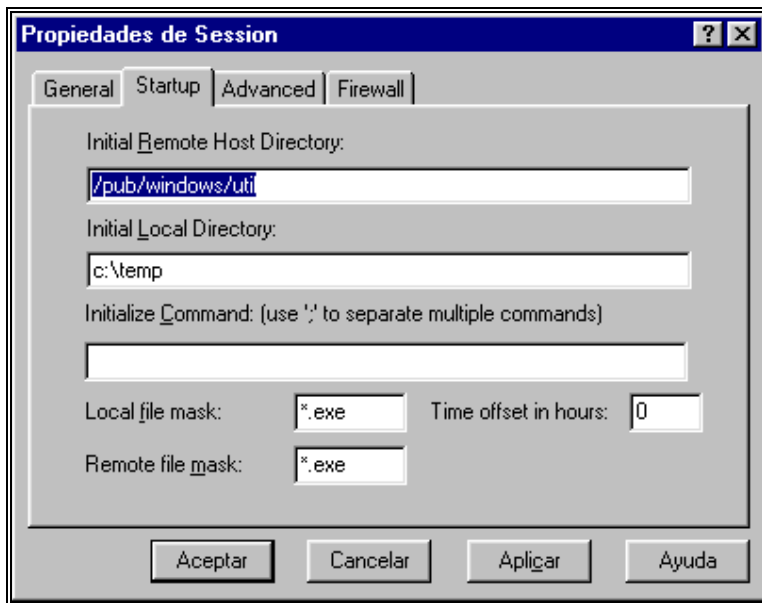 Propiedades de Session
General Startup Advanced Firewall
Initial Remote Host Directory:
/pub/windows/util
Initial Local Directory:
c:\temp
Initialize Command: (use ';' to separate multiple commands)
Local file mask: *.exe Time offset in hours: 0
Remote file mask: *.exe
Aceptar Cancelar Aplicar Ayuda